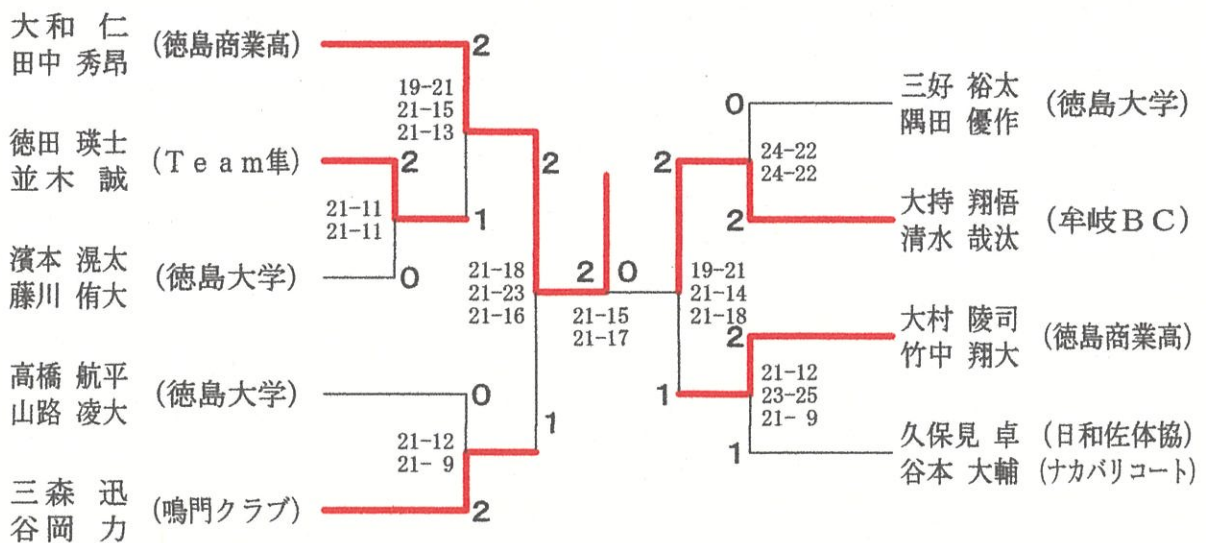 大和 仁
田中 秀昂
(徳島商業高)
2
19-21
21-15
21-13
徳田 瑛士
並木 誠
(Team隼)
2
21-11
21-11
1
濱本 滉太
藤川 侑大
(徳島大学)
0
2
21-18
21-23
21-16
高橋 航平
山路 凌大
(徳島大学)
0
21-12
21- 9
1
三森 迅
谷岡 力
(鳴門クラブ)
2
2 0
21-15
21-17
三好 裕太
隅田 優作
(徳島大学)
0
24-22
24-22
2
大持 翔悟
清水 哉汰
(牟岐BC)
2
19-21
21-14
21-18
大村 陵司
竹中 翔大
(徳島商業高)
2
21-12
23-25
21- 9
1
久保見 卓 (日和佐体協)
谷本 大輔 (ナカバリコート)
1